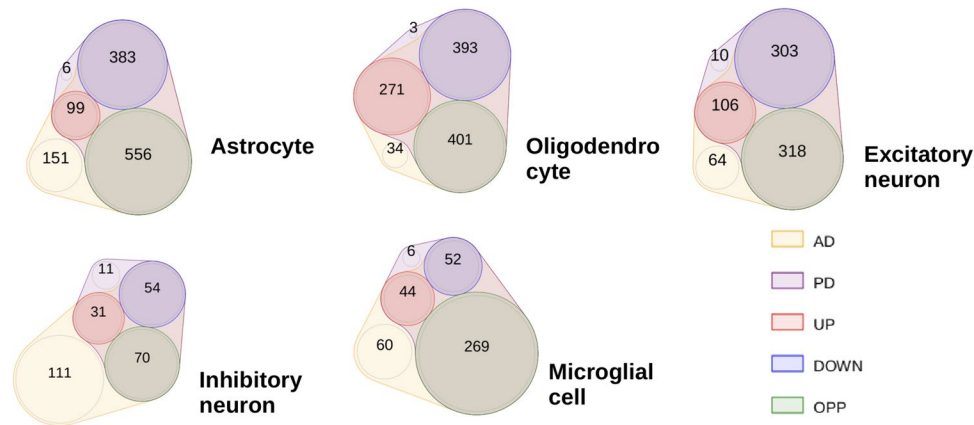 383
6
99
151
556
Astrocyte
3
393
271
34
401
Oligodendro
cyte
10
303
106
64
318
Excitatory
neuron
AD
PD
UP
DOWN
OPP
11
54
31
111
70
Inhibitory
neuron
6
52
44
60
269
Microglial
cell